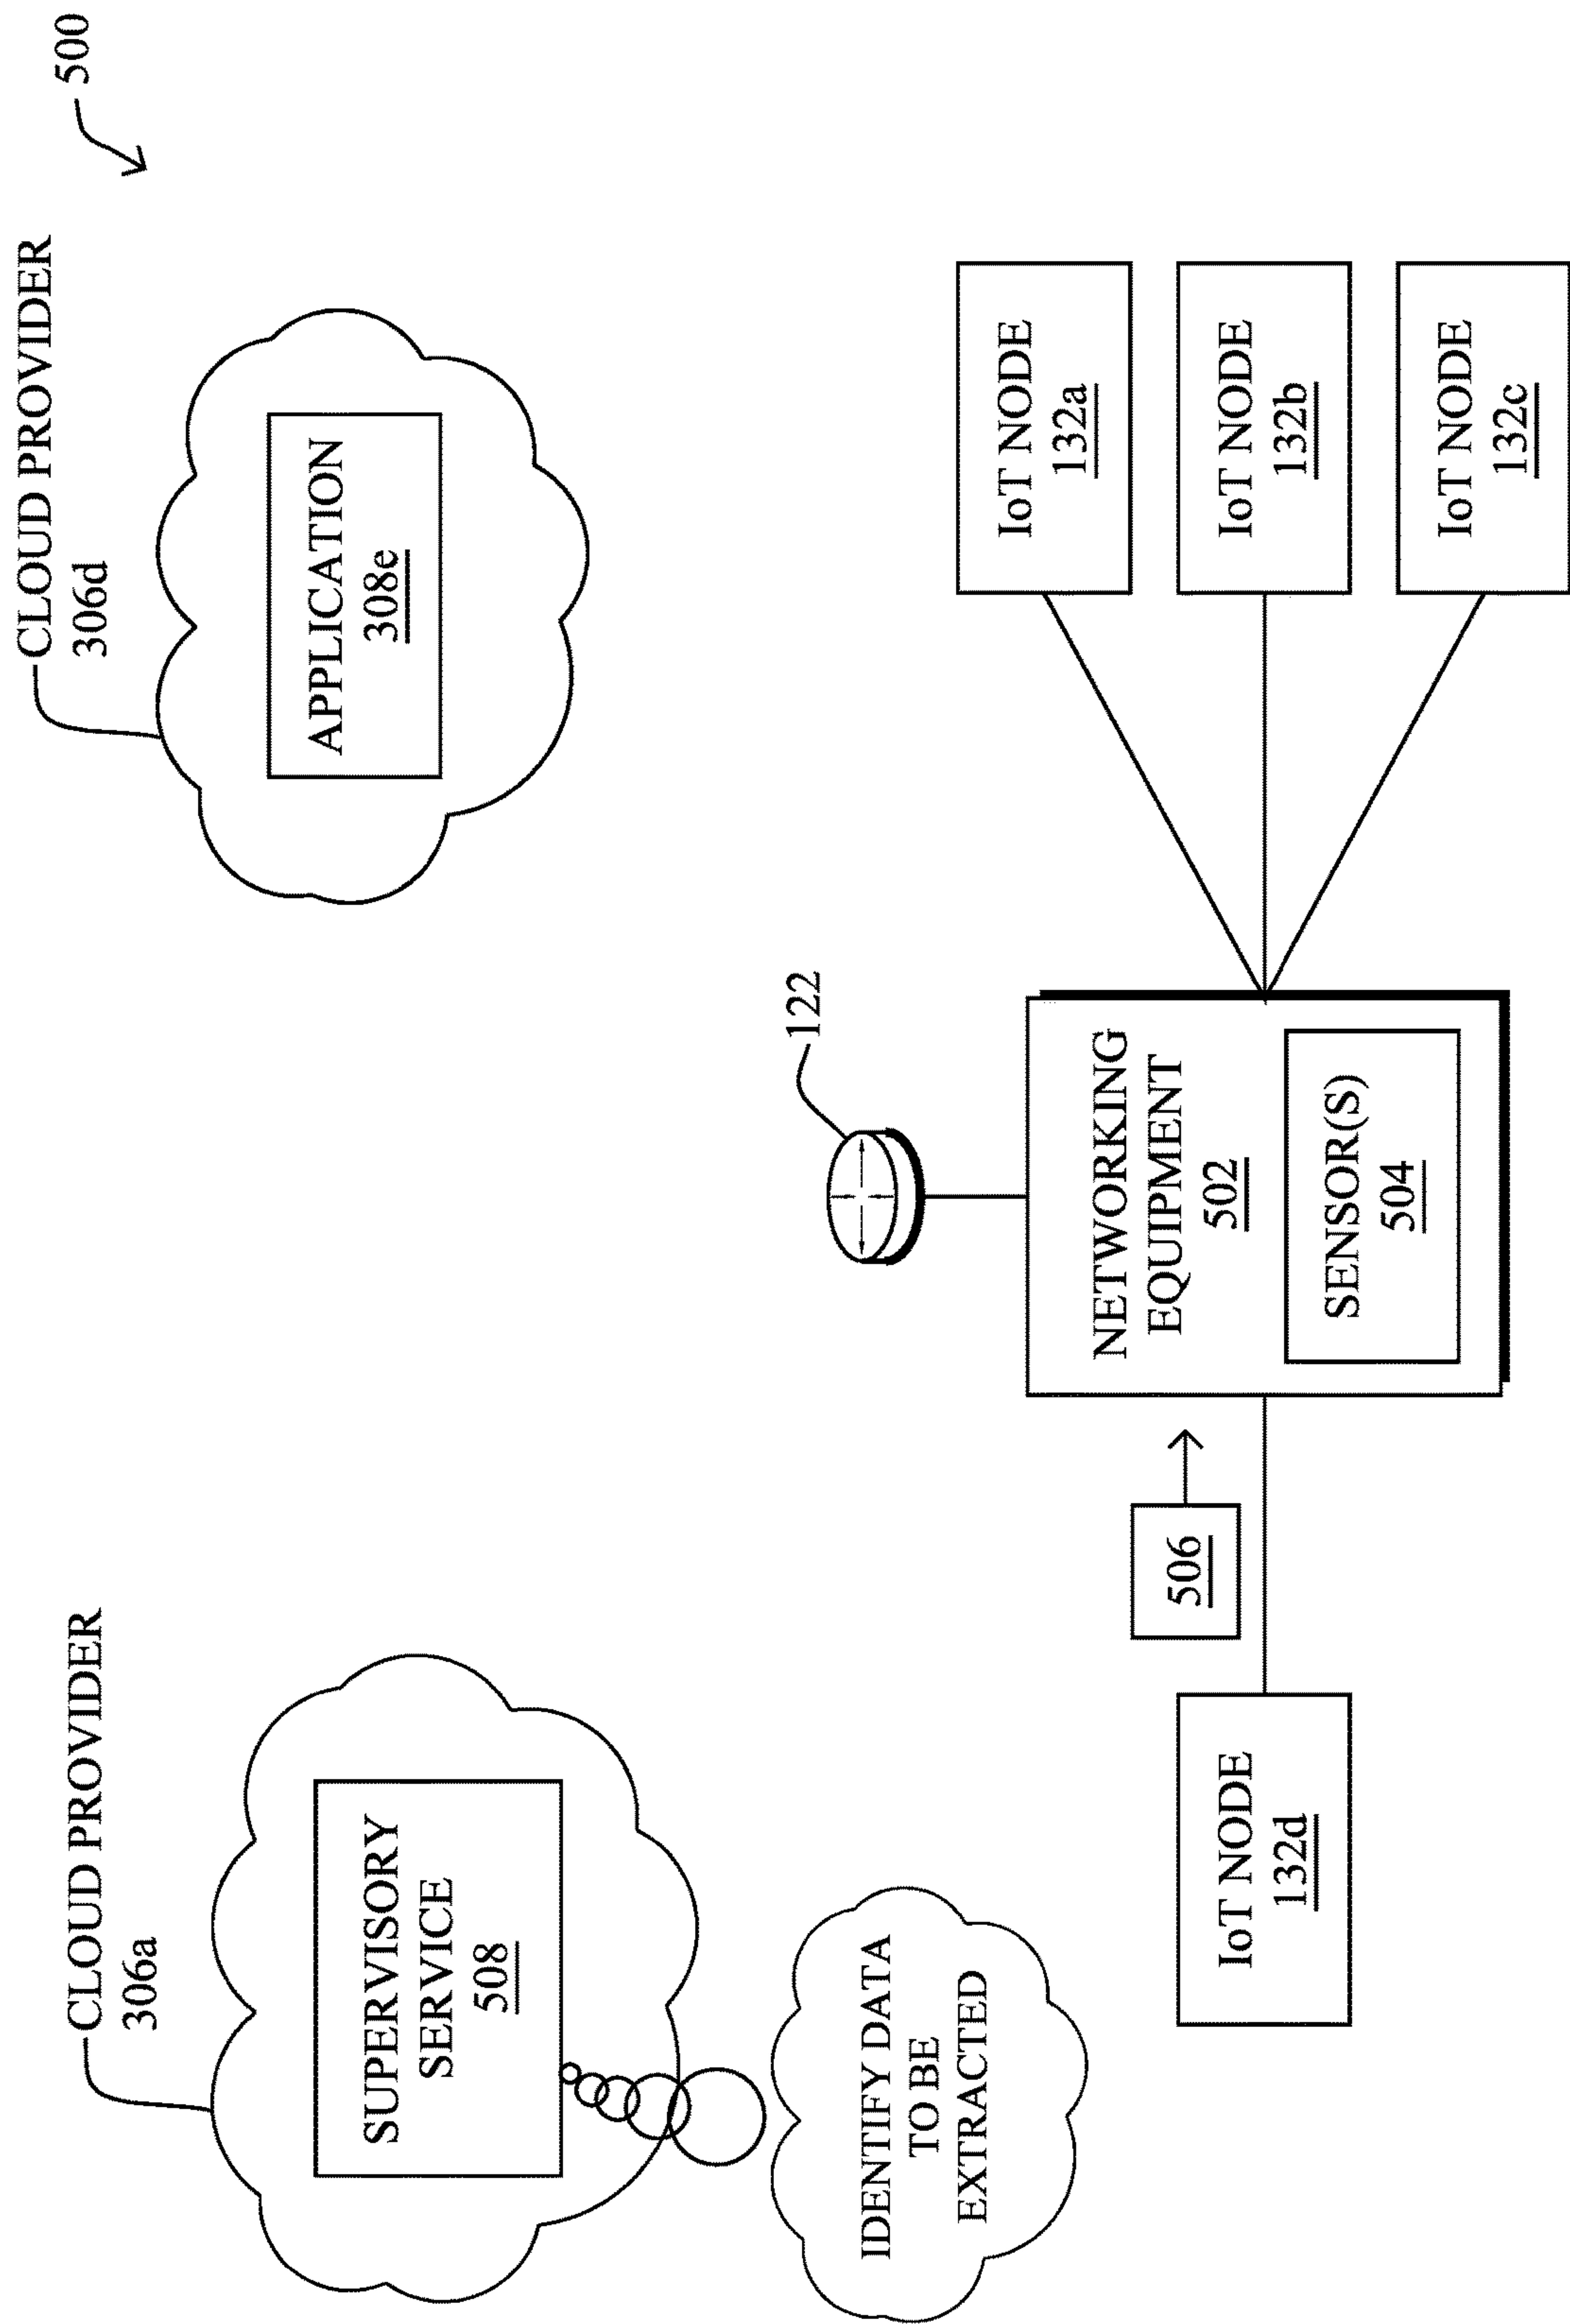 500
CLOUD PROVIDER
306a
CLOUD PROVIDER
306d
SUPERVISORY
SERVICE
508
APPLICATION
308e
IDENTIFY DATA
TO BE
EXTRACTED
122
NETWORKING
EQUIPMENT
502
SENSOR(S)
504
506
IoT NODE
132d
IoT NODE
132a
IoT NODE
132b
IoT NODE
132c